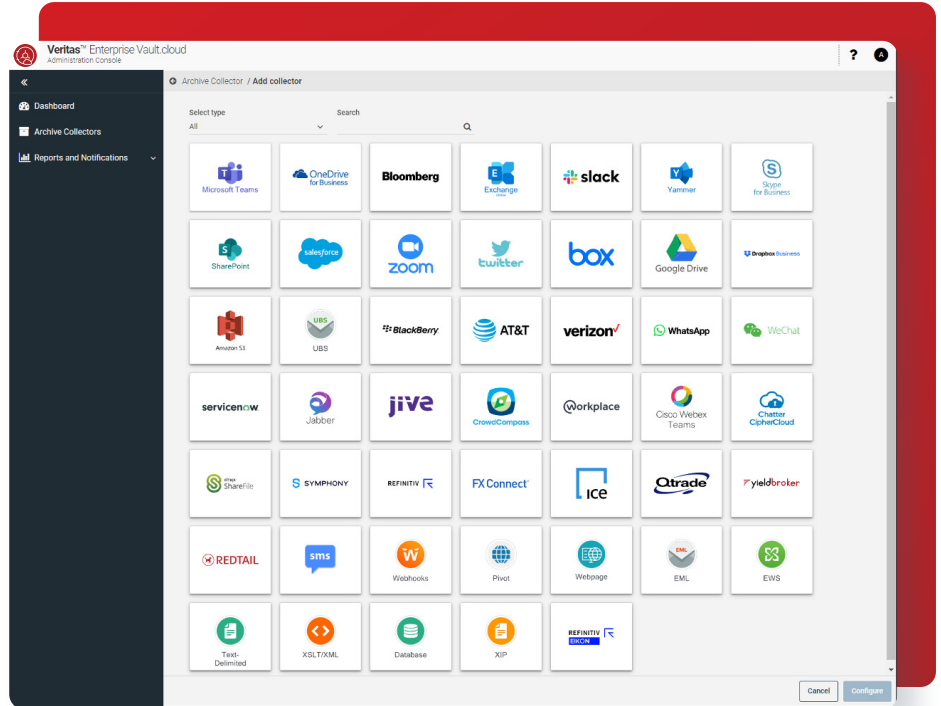 Veritas™ Enterprise Vault.cloud
Administration Console
?
A
«
Archive Collector / Add collector
Dashboard
Archive Collectors
Reports and Notifications
Select type
Search
All
Microsoft Teams
OneDrive
for Business
Bloomberg
Exchange
slack
Yammer
Skype
for Business
SharePoint
salesforce
zoom
twitter
box
Google Drive
Dropbox Business
Amazon S3
UBS
UBS
BlackBerry
AT&T
verizon✓
WhatsApp
WeChat
servicenow
Jabber
jive
CrowdCompass
workplace
Cisco Webex
Teams
Chatter
CipherCloud
citrix
ShareFile
SYMPHONY
REFINITIV
FX Connect
ICE
Qtrade
yieldbroker
REDTAIL
sms
Webhooks
Pivot
Webpage
EML
EML
EWS
Text-
Delimited
XSLT/XML
Database
XIP
REFINITIV
EIKON
Cancel
Configure